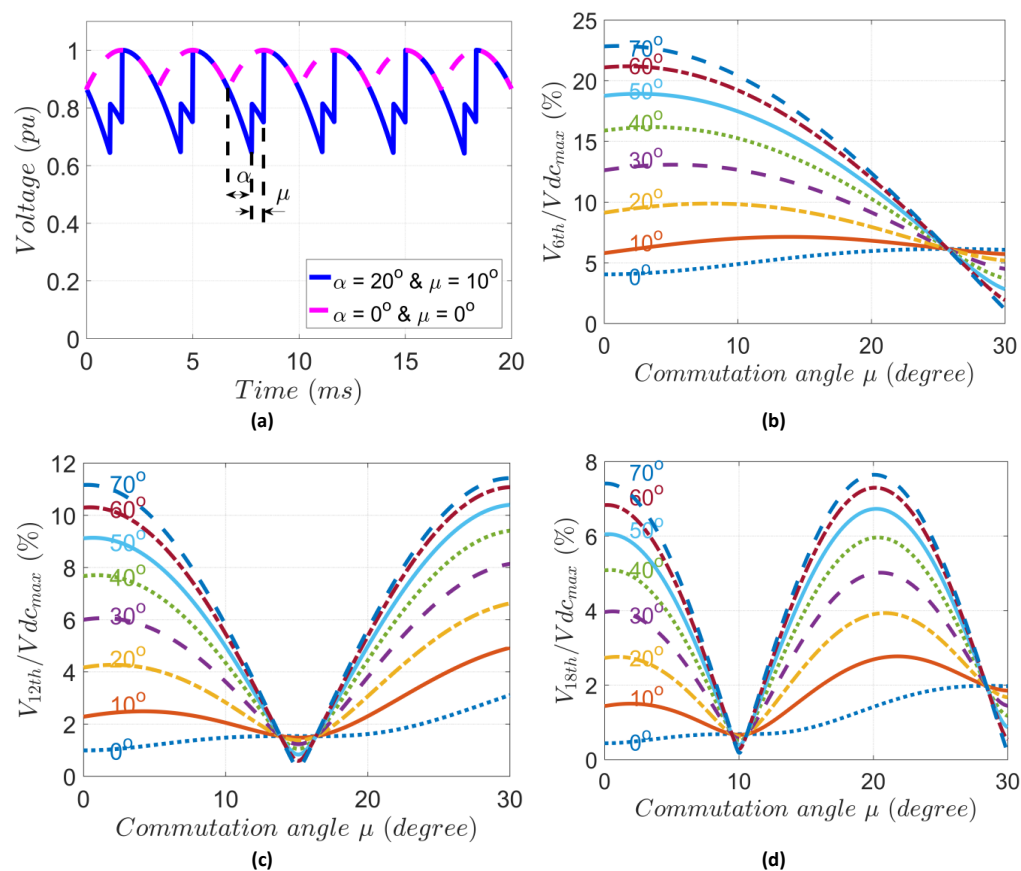 1
0.8
0.6
0.4
0.2
0
Voltage (pu)
α
μ
α = 20° & μ = 10°
α = 0° & μ = 0°
0 5 10 15 20
Time (ms)
(a)
25
20
15
10
5
0
V6th/Vdcmax (%)
70°
60°
50°
40°
30°
20°
10°
0°
0 10 20 30
Commutation angle μ (degree)
(b)
12
10
8
6
4
2
0
V12th/Vdcmax (%)
70°
60°
50°
40°
30°
20°
10°
0°
0 10 20 30
Commutation angle μ (degree)
(c)
8
6
4
2
0
V18th/Vdcmax (%)
70°
60°
50°
40°
30°
20°
10°
0°
0 10 20 30
Commutation angle μ (degree)
(d)